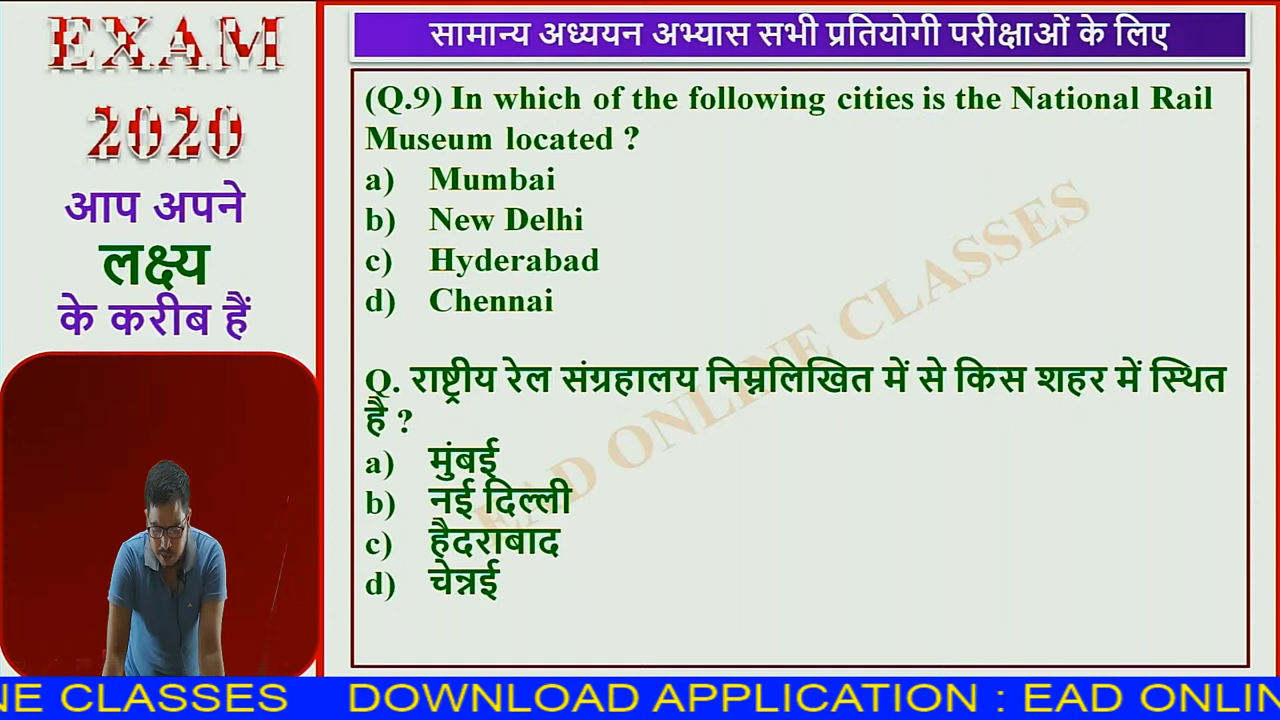 EXAM
2020
आप अपने
लक्ष्य
के करीब हैं
सामान्य अध्ययन अभ्यास सभी प्रतियोगी परीक्षाओं के लिए
(Q.9) In which of the following cities is the National Rail
Museum located ?
a) Mumbai
b) New Delhi
c) Hyderabad
d) Chennai
Q. राष्ट्रीय रेल संग्रहालय निम्नलिखित में से किस शहर में स्थित
है ?
a) मुंबई
b) नई दिल्ली
c) हैदराबाद
d) चेन्नई
EAD ONLINE CLASSES
NE CLASSES DOWNLOAD APPLICATION : EAD ONLIN